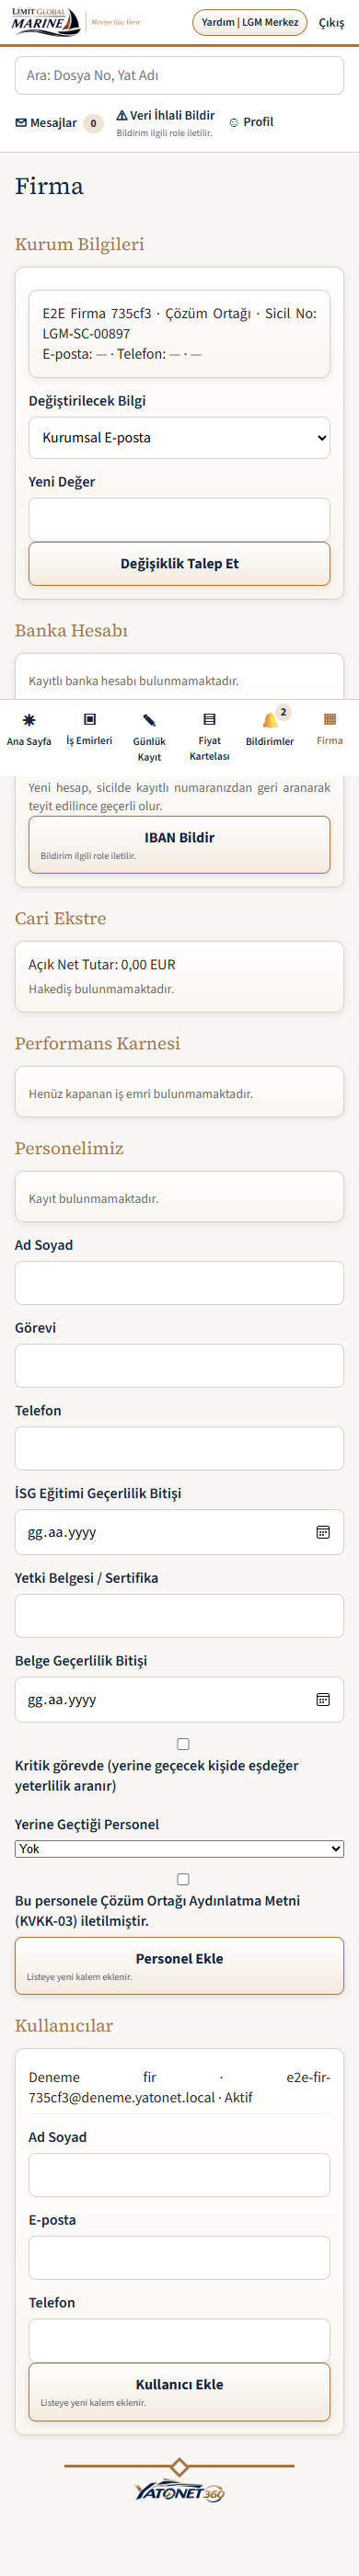 LİMİT GLOBAL
MARINE
Maviye Güç Verir
Yardım | LGM Merkez
Çıkış
Ara: Dosya No, Yat Adı
Mesajlar 0
Veri İhlali Bildir
Bildirim ilgili role iletilir.
Profil
Firma
Kurum Bilgileri
E2E Firma 735cf3 · Çözüm Ortağı · Sicil No:
LGM-SC-00897
E-posta: — · Telefon: — · —
Değiştirilecek Bilgi
Kurumsal E-posta
Yeni Değer
Değişiklik Talep Et
Banka Hesabı
Kayıtlı banka hesabı bulunmamaktadır.
Ana Sayfa
İş Emirleri
Günlük
Kayıt
Fiyat
Kartelası
2
Bildirimler
Firma
Yeni hesap, sicilde kayıtlı numaranızdan geri aranarak
teyit edilince geçerli olur.
IBAN Bildir
Bildirim ilgili role iletilir.
Cari Ekstre
Açık Net Tutar: 0,00 EUR
Hakediş bulunmamaktadır.
Performans Karnesi
Henüz kapanan iş emri bulunmamaktadır.
Personelimiz
Kayıt bulunmamaktadır.
Ad Soyad
Görevi
Telefon
İSG Eğitimi Geçerlilik Bitişi
gg.aa.yyyy
Yetki Belgesi / Sertifika
Belge Geçerlilik Bitişi
gg.aa.yyyy
Kritik görevde (yerine geçecek kişide eşdeğer
yeterlilik aranır)
Yerine Geçtiği Personel
Yok
Bu personele Çözüm Ortağı Aydınlatma Metni
(KVKK-03) iletilmiştir.
Personel Ekle
Listeye yeni kalem eklenir.
Kullanıcılar
Deneme fir · e2e-fir-
735cf3@deneme.yatonet.local · Aktif
Ad Soyad
E-posta
Telefon
Kullanıcı Ekle
Listeye yeni kalem eklenir.
YATONET 360